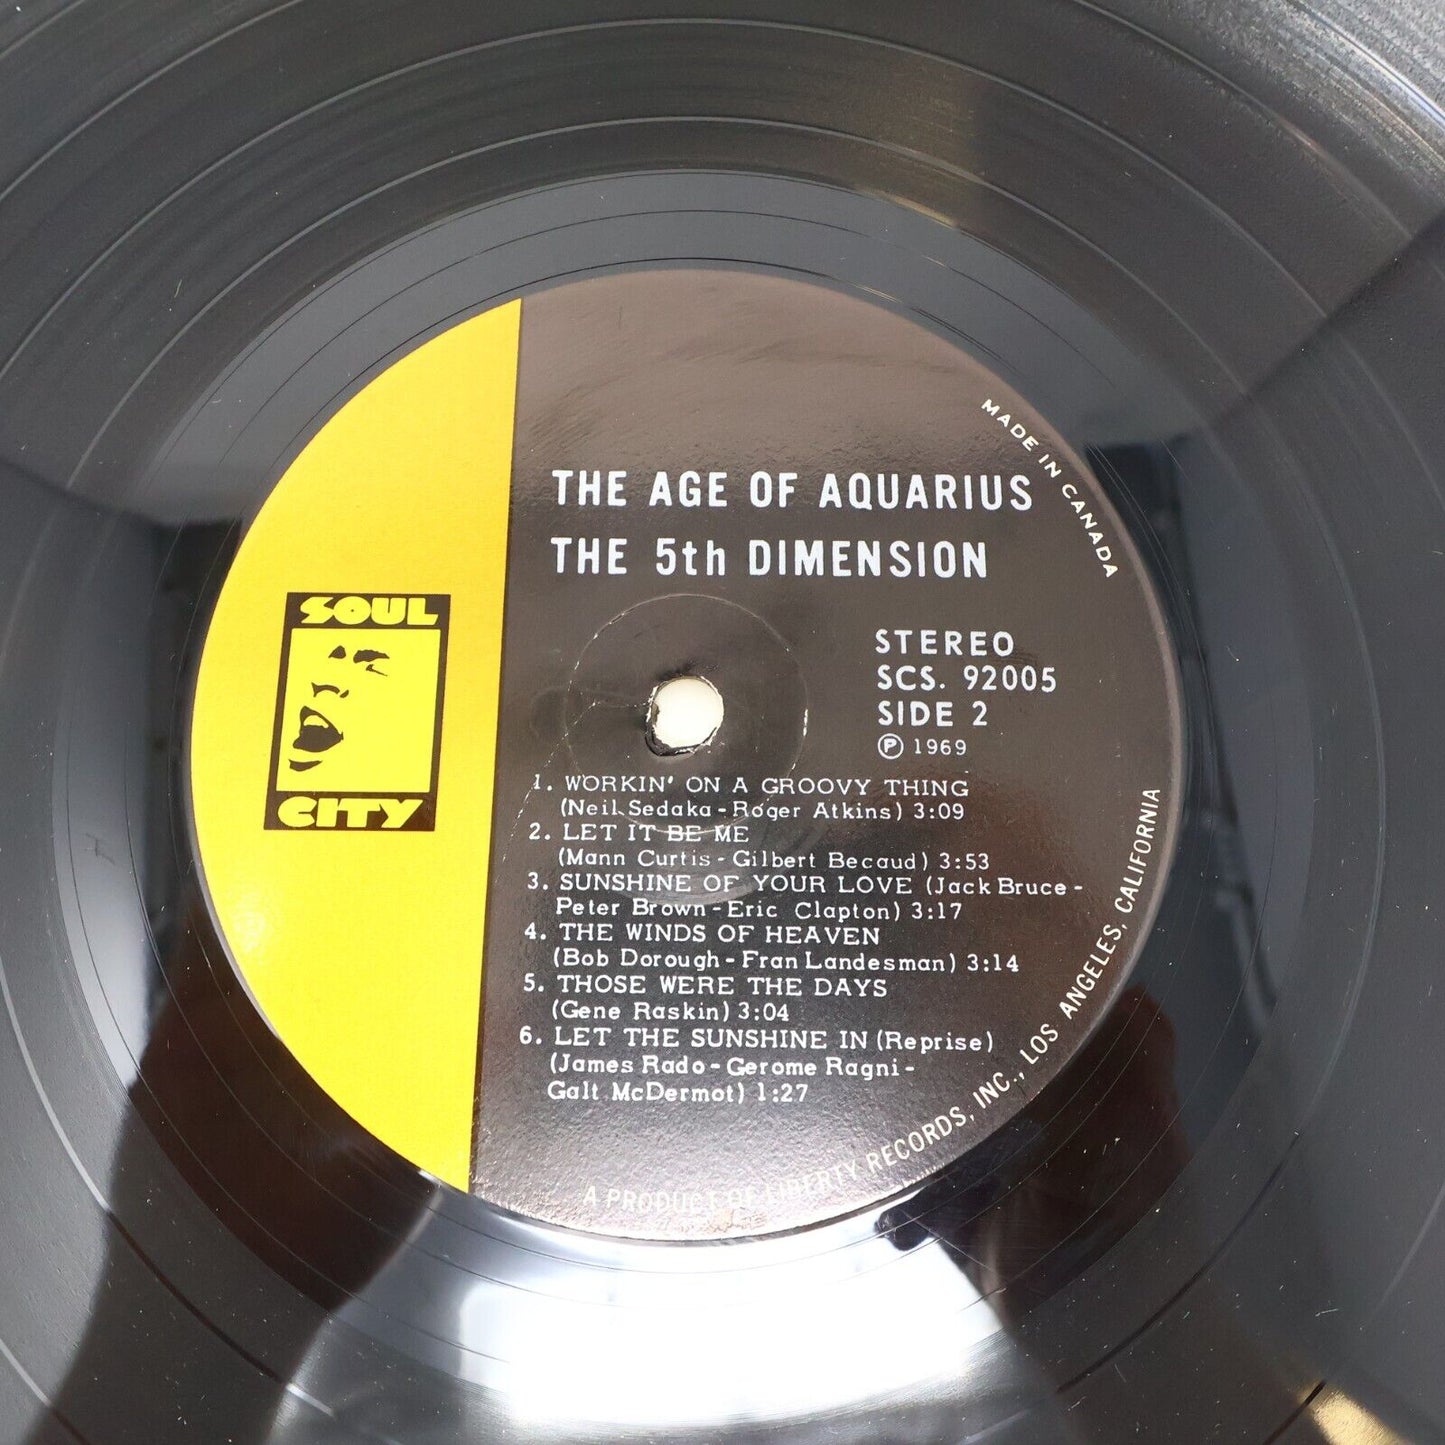 THE AGE OF AQUARIUS
THE 5th DIMENSION
MADE IN CANADA
SOUL
CITY
STEREO
SCS. 92005
SIDE 2
Ⓟ 1969
1. WORKIN' ON A GROOVY THING
(Neil Sedaka - Roger Atkins) 3:09
2. LET IT BE ME
(Mann Curtis - Gilbert Becaud) 3:53
3. SUNSHINE OF YOUR LOVE (Jack Bruce -
Peter Brown - Eric Clapton) 3:17
4. THE WINDS OF HEAVEN
(Bob Dorough - Fran Landesman) 3:14
5. THOSE WERE THE DAYS
(Gene Raskin) 3:04
6. LET THE SUNSHINE IN (Reprise)
(James Rado - Gerome Ragni -
Galt McDermot) 1:27
A PRODUCT OF LIBERTY RECORDS, INC., LOS ANGELES, CALIFORNIA